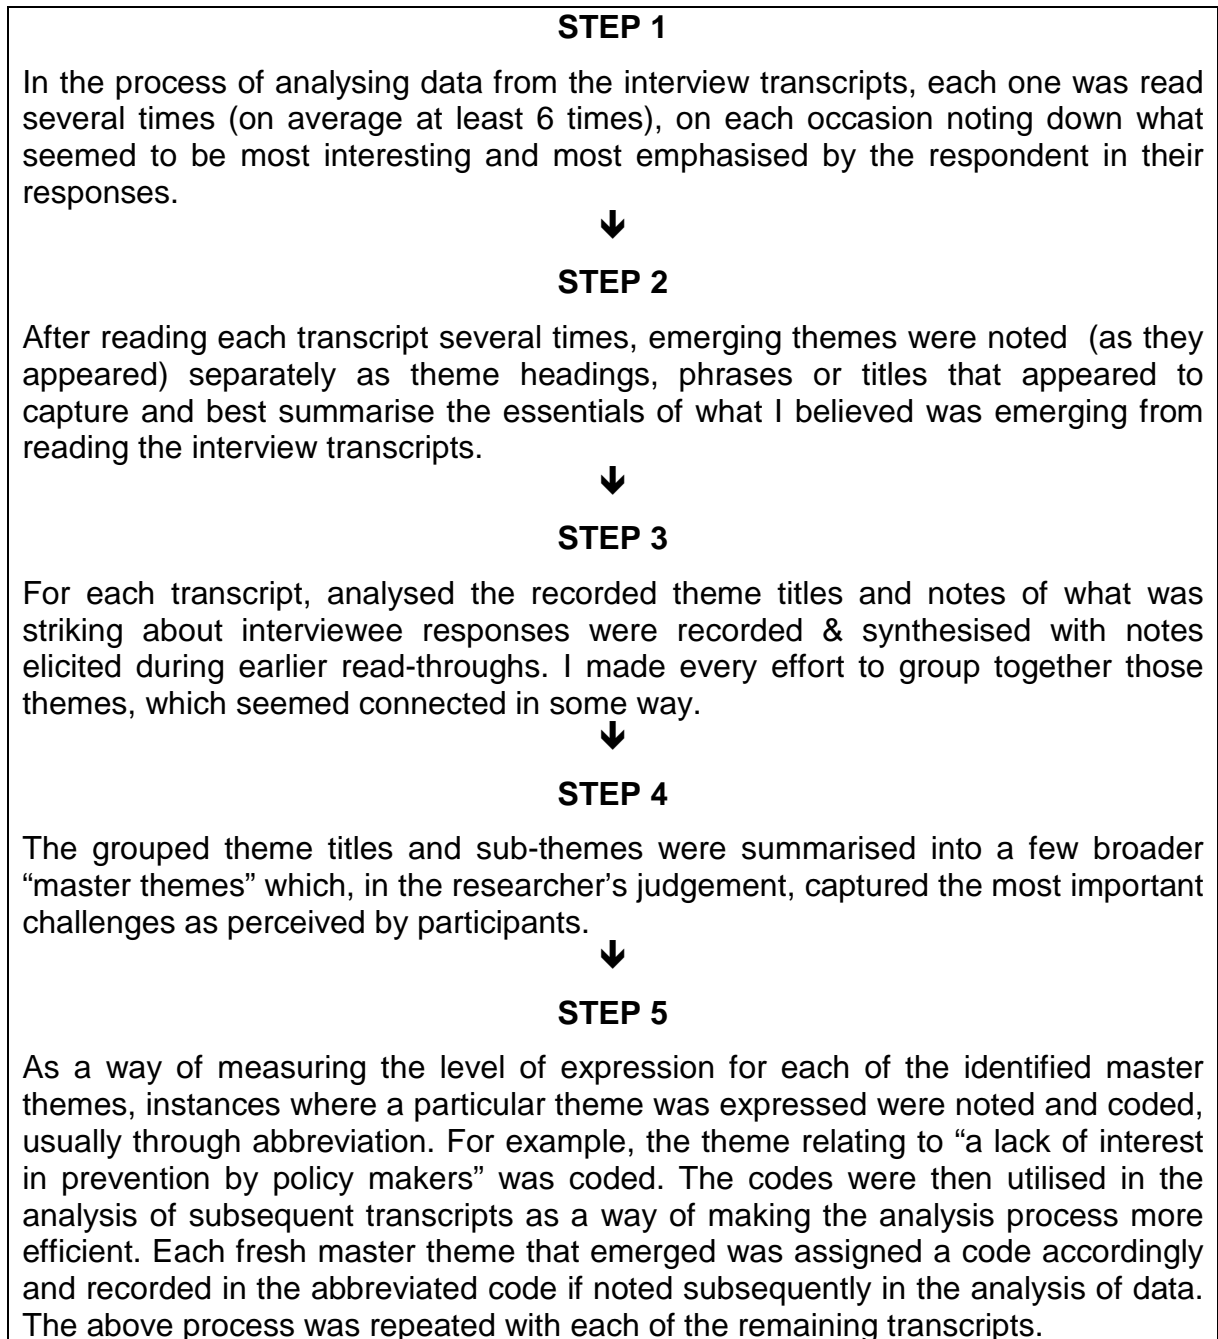 STEP 1
In the process of analysing data from the interview transcripts, each one was read
several times (on average at least 6 times), on each occasion noting down what
seemed to be most interesting and most emphasised by the respondent in their
responses.
STEP 2
After reading each transcript several times, emerging themes were noted (as they
appeared) separately as theme headings, phrases or titles that appeared to
capture and best summarise the essentials of what I believed was emerging from
reading the interview transcripts.
STEP 3
For each transcript, analysed the recorded theme titles and notes of what was
striking about interviewee responses were recorded & synthesised with notes
elicited during earlier read-throughs. I made every effort to group together those
themes, which seemed connected in some way.
STEP 4
The grouped theme titles and sub-themes were summarised into a few broader
“master themes” which, in the researcher’s judgement, captured the most important
challenges as perceived by participants.
STEP 5
As a way of measuring the level of expression for each of the identified master
themes, instances where a particular theme was expressed were noted and coded,
usually through abbreviation. For example, the theme relating to “a lack of interest
in prevention by policy makers” was coded. The codes were then utilised in the
analysis of subsequent transcripts as a way of making the analysis process more
efficient. Each fresh master theme that emerged was assigned a code accordingly
and recorded in the abbreviated code if noted subsequently in the analysis of data.
The above process was repeated with each of the remaining transcripts.